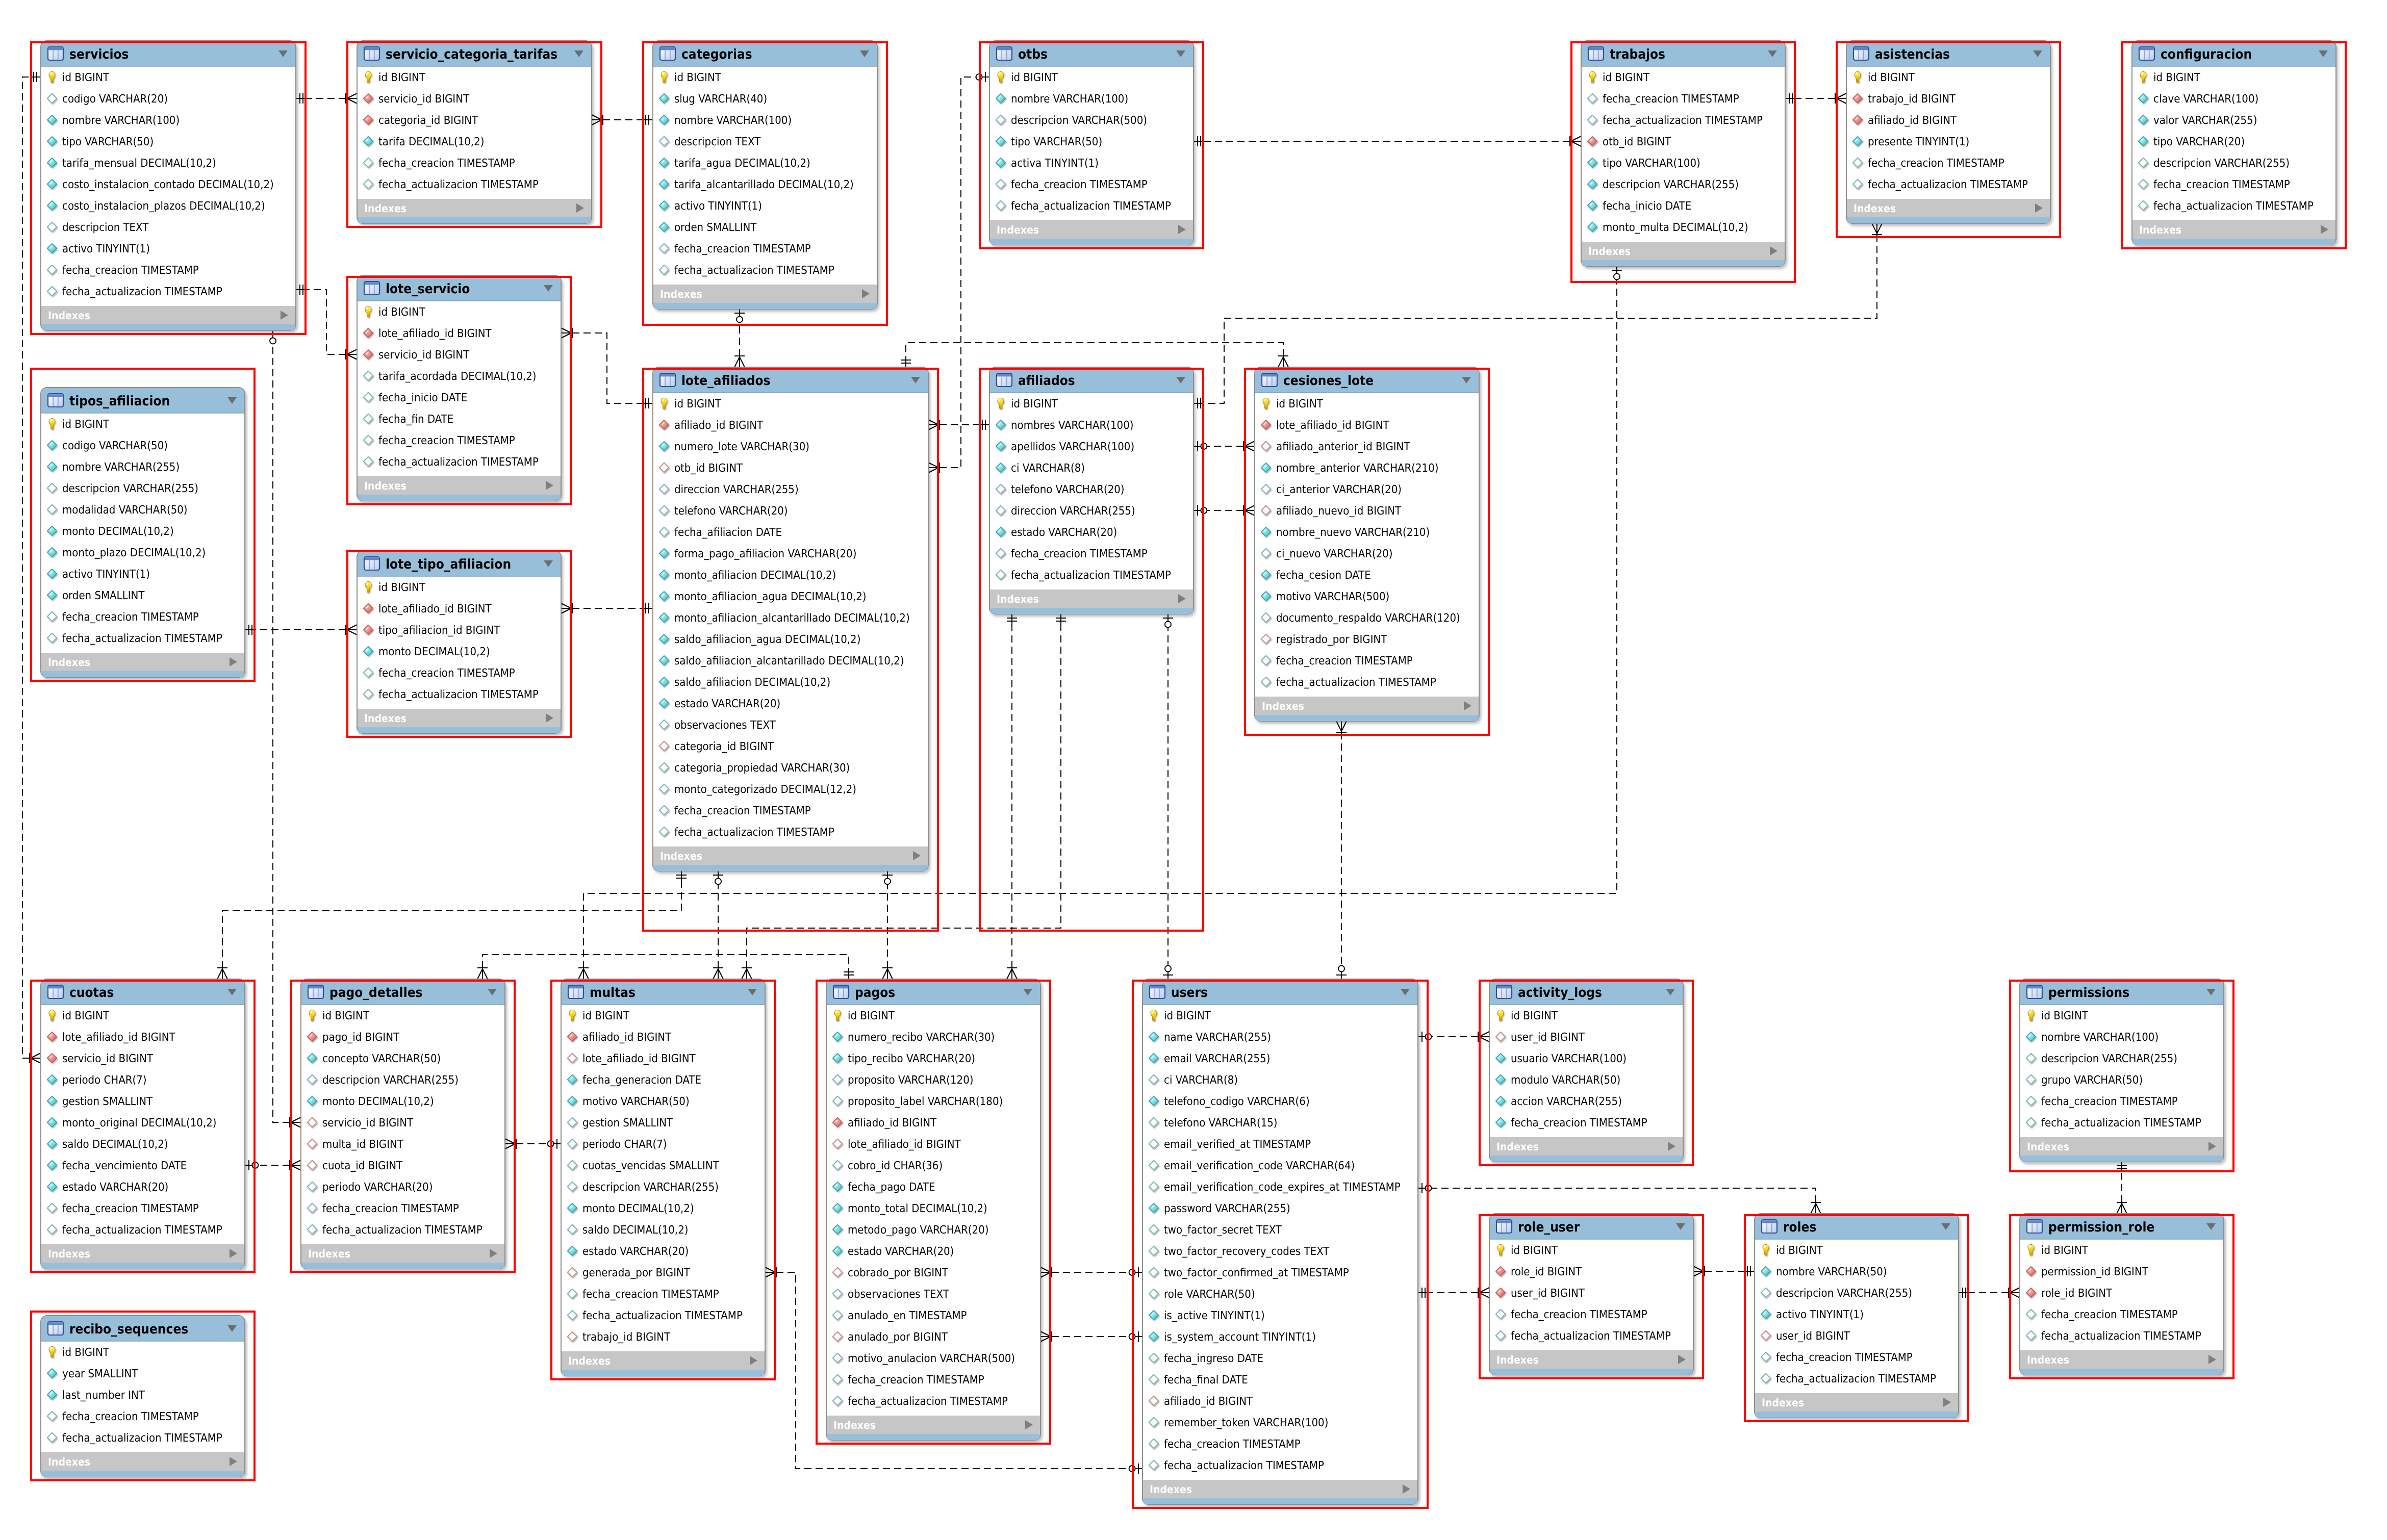 servicios
id BIGINT
codigo VARCHAR(20)
nombre VARCHAR(100)
tipo VARCHAR(50)
tarifa_mensual DECIMAL(10,2)
costo_instalacion_contado DECIMAL(10,2)
costo_instalacion_plazos DECIMAL(10,2)
descripcion TEXT
activo TINYINT(1)
fecha_creacion TIMESTAMP
fecha_actualizacion TIMESTAMP
Indexes
servicio_categoria_tarifas
id BIGINT
servicio_id BIGINT
categoria_id BIGINT
tarifa DECIMAL(10,2)
fecha_creacion TIMESTAMP
fecha_actualizacion TIMESTAMP
Indexes
categorias
id BIGINT
slug VARCHAR(40)
nombre VARCHAR(100)
descripcion TEXT
tarifa_agua DECIMAL(10,2)
tarifa_alcantarillado DECIMAL(10,2)
activo TINYINT(1)
orden SMALLINT
fecha_creacion TIMESTAMP
fecha_actualizacion TIMESTAMP
Indexes
otbs
id BIGINT
nombre VARCHAR(100)
descripcion VARCHAR(500)
tipo VARCHAR(50)
activa TINYINT(1)
fecha_creacion TIMESTAMP
fecha_actualizacion TIMESTAMP
Indexes
trabajos
id BIGINT
fecha_creacion TIMESTAMP
fecha_actualizacion TIMESTAMP
otb_id BIGINT
tipo VARCHAR(100)
descripcion VARCHAR(255)
fecha_inicio DATE
monto_multa DECIMAL(10,2)
Indexes
asistencias
id BIGINT
trabajo_id BIGINT
afiliado_id BIGINT
presente TINYINT(1)
fecha_creacion TIMESTAMP
fecha_actualizacion TIMESTAMP
Indexes
configuracion
id BIGINT
clave VARCHAR(100)
valor VARCHAR(255)
tipo VARCHAR(20)
descripcion VARCHAR(255)
fecha_creacion TIMESTAMP
fecha_actualizacion TIMESTAMP
Indexes
lote_servicio
id BIGINT
lote_afiliado_id BIGINT
servicio_id BIGINT
tarifa_acordada DECIMAL(10,2)
fecha_inicio DATE
fecha_fin DATE
fecha_creacion TIMESTAMP
fecha_actualizacion TIMESTAMP
Indexes
tipos_afiliacion
id BIGINT
codigo VARCHAR(50)
nombre VARCHAR(255)
descripcion VARCHAR(255)
modalidad VARCHAR(50)
monto DECIMAL(10,2)
monto_plazo DECIMAL(10,2)
activo TINYINT(1)
orden SMALLINT
fecha_creacion TIMESTAMP
fecha_actualizacion TIMESTAMP
Indexes
lote_tipo_afiliacion
id BIGINT
lote_afiliado_id BIGINT
tipo_afiliacion_id BIGINT
monto DECIMAL(10,2)
fecha_creacion TIMESTAMP
fecha_actualizacion TIMESTAMP
Indexes
lote_afiliados
id BIGINT
afiliado_id BIGINT
numero_lote VARCHAR(30)
otb_id BIGINT
direccion VARCHAR(255)
telefono VARCHAR(20)
fecha_afiliacion DATE
forma_pago_afiliacion VARCHAR(20)
monto_afiliacion DECIMAL(10,2)
monto_afiliacion_agua DECIMAL(10,2)
monto_afiliacion_alcantarillado DECIMAL(10,2)
saldo_afiliacion_agua DECIMAL(10,2)
saldo_afiliacion_alcantarillado DECIMAL(10,2)
saldo_afiliacion DECIMAL(10,2)
estado VARCHAR(20)
observaciones TEXT
categoria_id BIGINT
categoria_propiedad VARCHAR(30)
monto_categorizado DECIMAL(12,2)
fecha_creacion TIMESTAMP
fecha_actualizacion TIMESTAMP
Indexes
afiliados
id BIGINT
nombres VARCHAR(100)
apellidos VARCHAR(100)
ci VARCHAR(8)
telefono VARCHAR(20)
direccion VARCHAR(255)
estado VARCHAR(20)
fecha_creacion TIMESTAMP
fecha_actualizacion TIMESTAMP
Indexes
cesiones_lote
id BIGINT
lote_afiliado_id BIGINT
afiliado_anterior_id BIGINT
nombre_anterior VARCHAR(210)
ci_anterior VARCHAR(20)
afiliado_nuevo_id BIGINT
nombre_nuevo VARCHAR(210)
ci_nuevo VARCHAR(20)
fecha_cesion DATE
motivo VARCHAR(500)
documento_respaldo VARCHAR(120)
registrado_por BIGINT
fecha_creacion TIMESTAMP
fecha_actualizacion TIMESTAMP
Indexes
cuotas
id BIGINT
lote_afiliado_id BIGINT
servicio_id BIGINT
periodo CHAR(7)
gestion SMALLINT
monto_original DECIMAL(10,2)
saldo DECIMAL(10,2)
fecha_vencimiento DATE
estado VARCHAR(20)
fecha_creacion TIMESTAMP
fecha_actualizacion TIMESTAMP
Indexes
pago_detalles
id BIGINT
pago_id BIGINT
concepto VARCHAR(50)
descripcion VARCHAR(255)
monto DECIMAL(10,2)
servicio_id BIGINT
multa_id BIGINT
cuota_id BIGINT
periodo VARCHAR(20)
fecha_creacion TIMESTAMP
fecha_actualizacion TIMESTAMP
Indexes
multas
id BIGINT
afiliado_id BIGINT
lote_afiliado_id BIGINT
fecha_generacion DATE
motivo VARCHAR(50)
gestion SMALLINT
periodo CHAR(7)
cuotas_vencidas SMALLINT
descripcion VARCHAR(255)
monto DECIMAL(10,2)
saldo DECIMAL(10,2)
estado VARCHAR(20)
generada_por BIGINT
fecha_creacion TIMESTAMP
fecha_actualizacion TIMESTAMP
trabajo_id BIGINT
Indexes
pagos
id BIGINT
numero_recibo VARCHAR(30)
tipo_recibo VARCHAR(20)
proposito VARCHAR(120)
proposito_label VARCHAR(180)
afiliado_id BIGINT
lote_afiliado_id BIGINT
cobro_id CHAR(36)
fecha_pago DATE
monto_total DECIMAL(10,2)
metodo_pago VARCHAR(20)
estado VARCHAR(20)
cobrado_por BIGINT
observaciones TEXT
anulado_en TIMESTAMP
anulado_por BIGINT
motivo_anulacion VARCHAR(500)
fecha_creacion TIMESTAMP
fecha_actualizacion TIMESTAMP
Indexes
users
id BIGINT
name VARCHAR(255)
email VARCHAR(255)
ci VARCHAR(8)
telefono_codigo VARCHAR(6)
telefono VARCHAR(15)
email_verified_at TIMESTAMP
email_verification_code VARCHAR(64)
email_verification_code_expires_at TIMESTAMP
password VARCHAR(255)
two_factor_secret TEXT
two_factor_recovery_codes TEXT
two_factor_confirmed_at TIMESTAMP
role VARCHAR(50)
is_active TINYINT(1)
is_system_account TINYINT(1)
fecha_ingreso DATE
fecha_final DATE
afiliado_id BIGINT
remember_token VARCHAR(100)
fecha_creacion TIMESTAMP
fecha_actualizacion TIMESTAMP
Indexes
activity_logs
id BIGINT
user_id BIGINT
usuario VARCHAR(100)
modulo VARCHAR(50)
accion VARCHAR(255)
fecha_creacion TIMESTAMP
Indexes
permissions
id BIGINT
nombre VARCHAR(100)
descripcion VARCHAR(255)
grupo VARCHAR(50)
fecha_creacion TIMESTAMP
fecha_actualizacion TIMESTAMP
Indexes
role_user
id BIGINT
role_id BIGINT
user_id BIGINT
fecha_creacion TIMESTAMP
fecha_actualizacion TIMESTAMP
Indexes
roles
id BIGINT
nombre VARCHAR(50)
descripcion VARCHAR(255)
activo TINYINT(1)
user_id BIGINT
fecha_creacion TIMESTAMP
fecha_actualizacion TIMESTAMP
Indexes
permission_role
id BIGINT
permission_id BIGINT
role_id BIGINT
fecha_creacion TIMESTAMP
fecha_actualizacion TIMESTAMP
Indexes
recibo_sequences
id BIGINT
year SMALLINT
last_number INT
fecha_creacion TIMESTAMP
fecha_actualizacion TIMESTAMP
Indexes